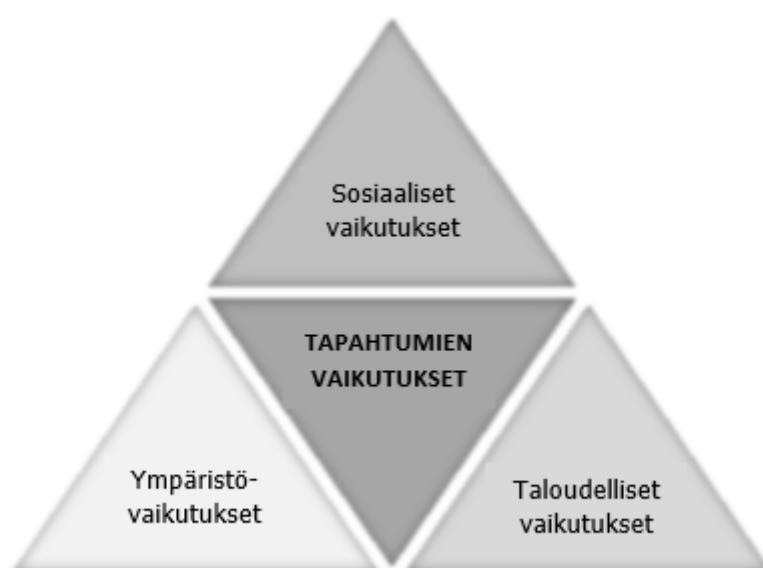 Sosiaaliset
vaikutukset
TAPAHTUMIEN
VAIKUTUKSET
Ympäristö-
vaikutukset
Taloudelliset
vaikutukset